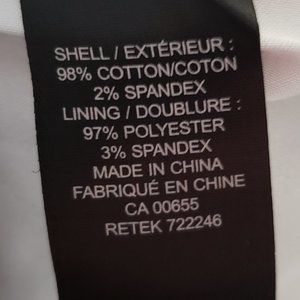 SHELL / EXTÉRIEUR :
98% COTTON/COTON
2% SPANDEX
LINING / DOUBLURE :
97% POLYESTER
3% SPANDEX
MADE IN CHINA
FABRIQUÉ EN CHINE
CA 00655
RETEK 722246